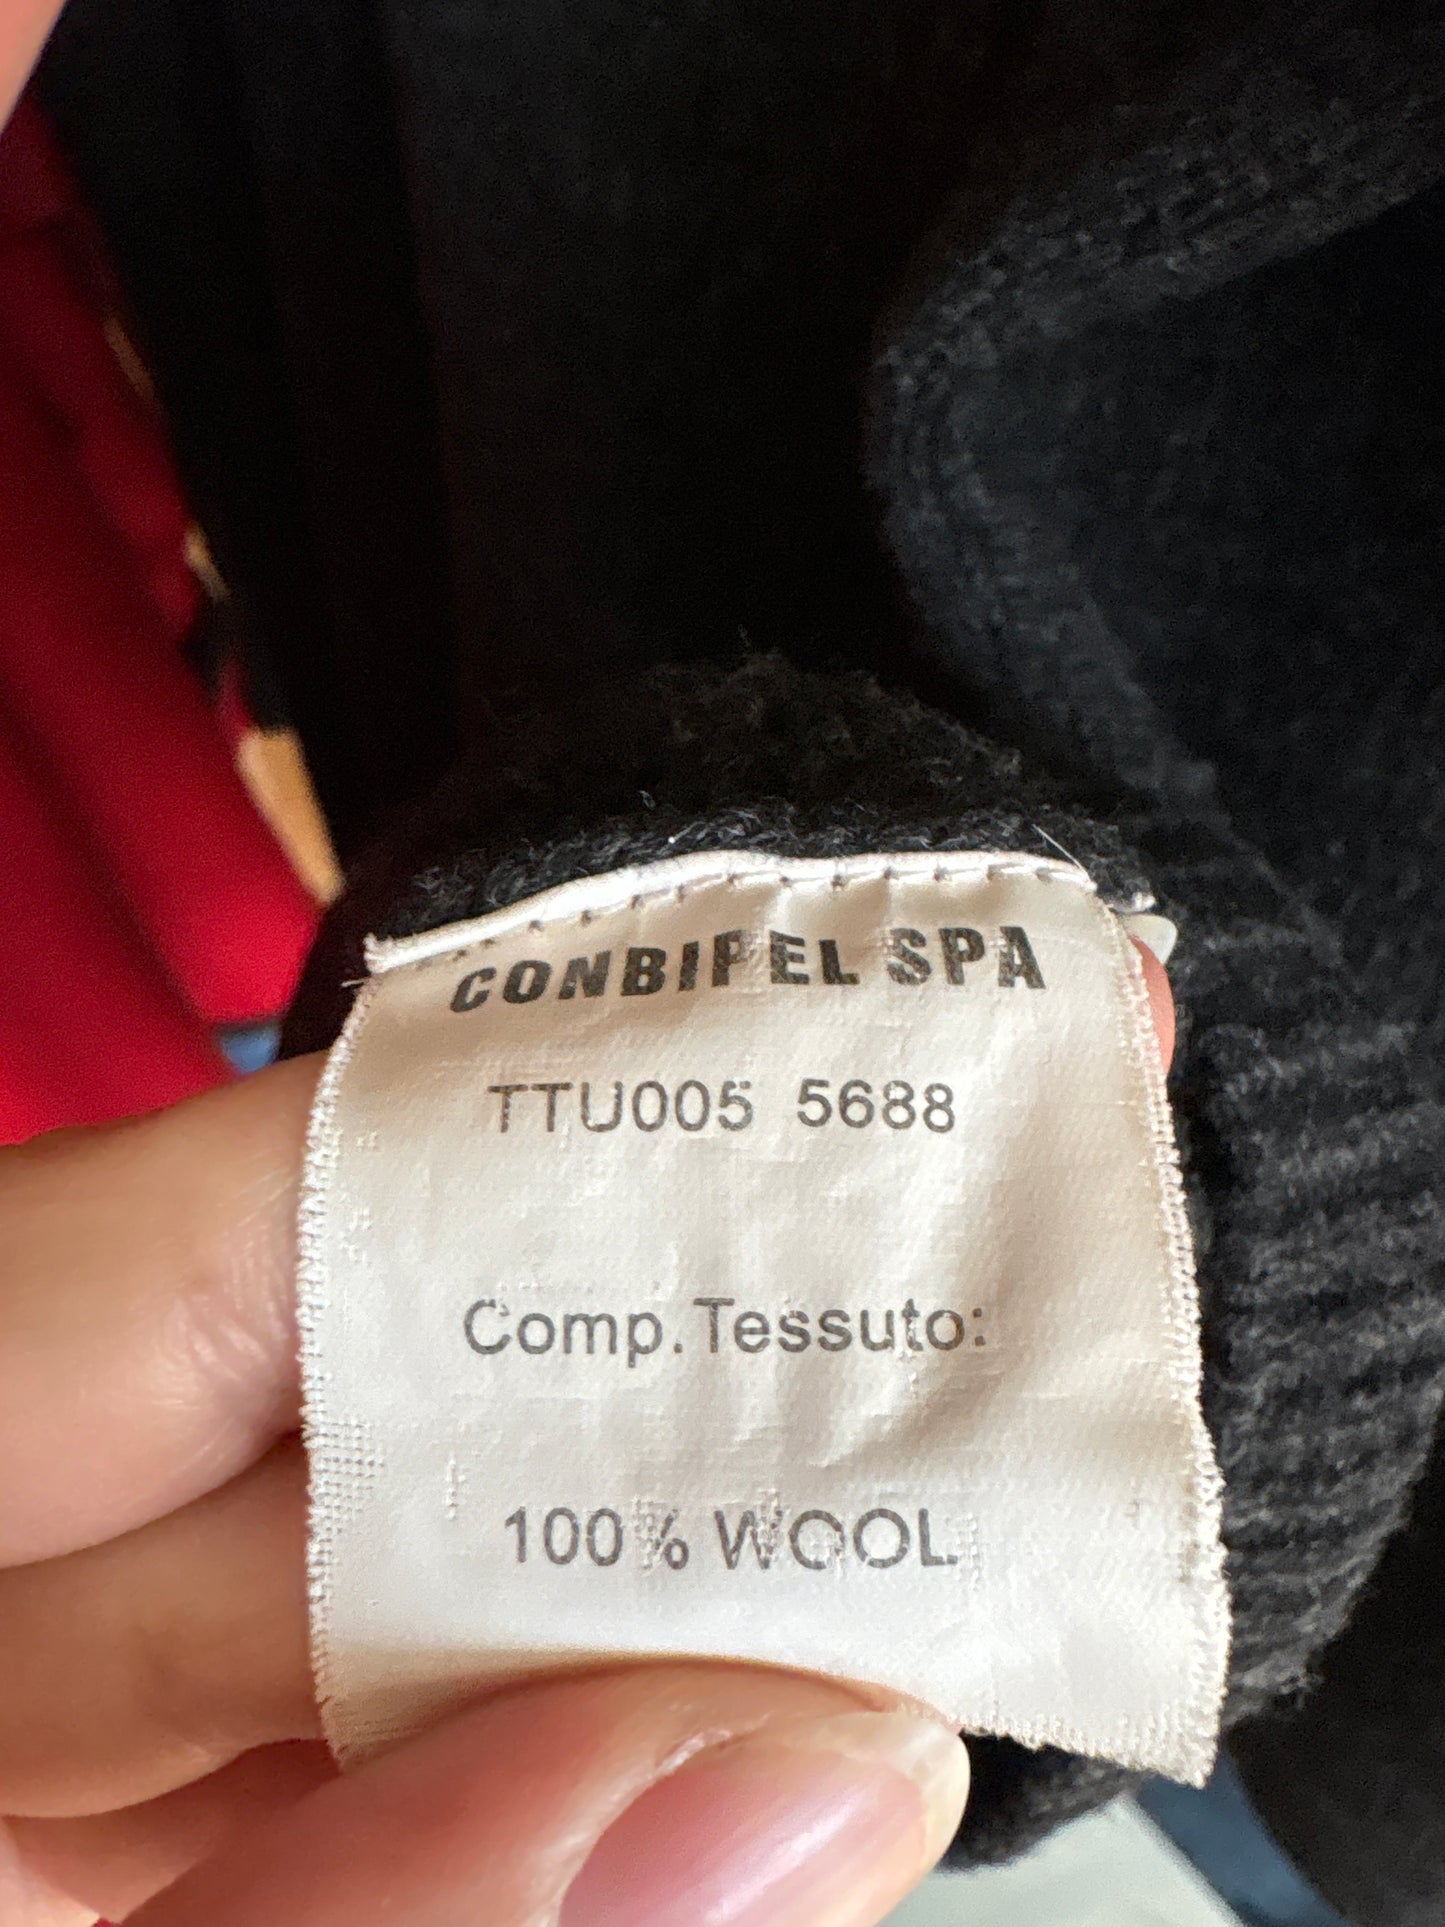 CONBIPEL SPA
TTU005 5688
Comp.Tessuto:
100% WOOL